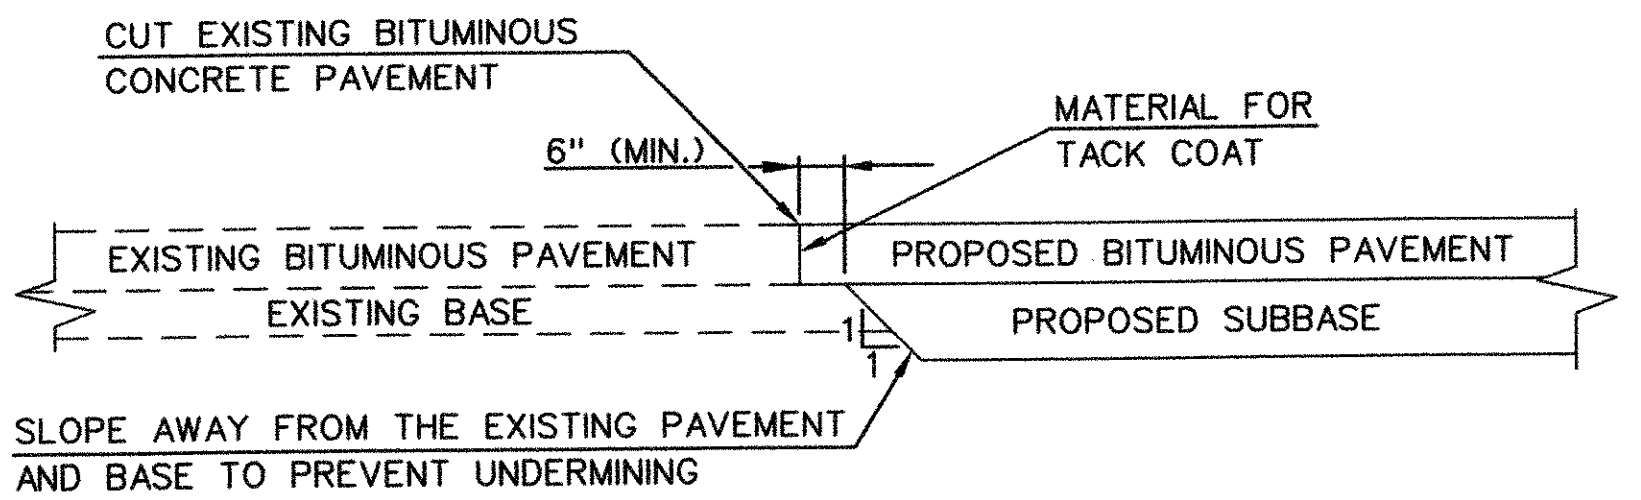 CUT EXISTING BITUMINOUS
CONCRETE PAVEMENT
MATERIAL FOR
TACK COAT
6" (MIN.)
EXISTING BITUMINOUS PAVEMENT
PROPOSED BITUMINOUS PAVEMENT
EXISTING BASE
PROPOSED SUBBASE
1
1
SLOPE AWAY FROM THE EXISTING PAVEMENT
AND BASE TO PREVENT UNDERMINING